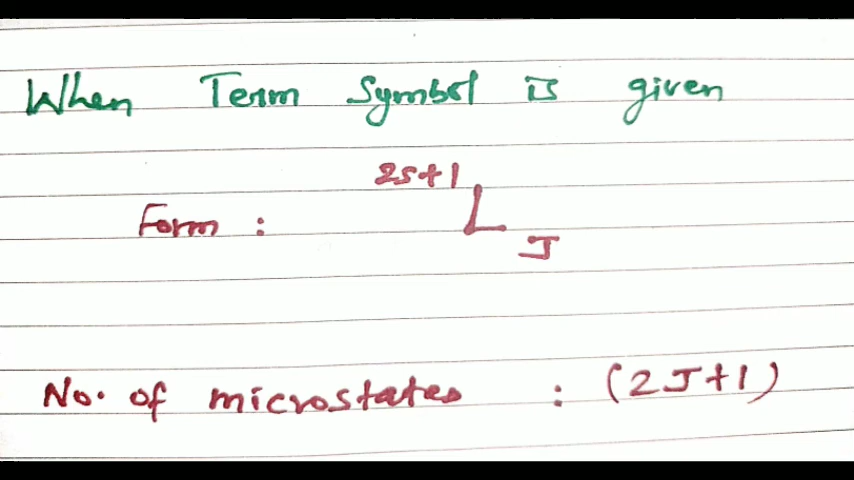 When Term Symbol is given
2s+1
Form : L
J
No. of microstates : (2J+1)